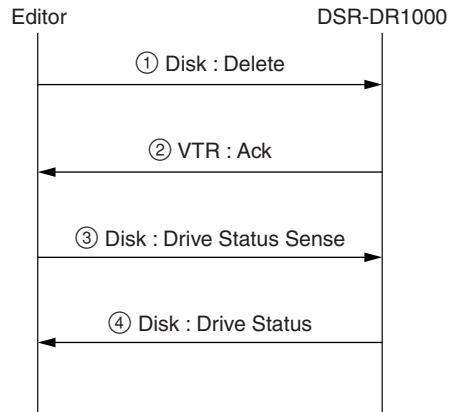 Editor DSR-DR1000
① Disk : Delete
② VTR : Ack
③ Disk : Drive Status Sense
④ Disk : Drive Status